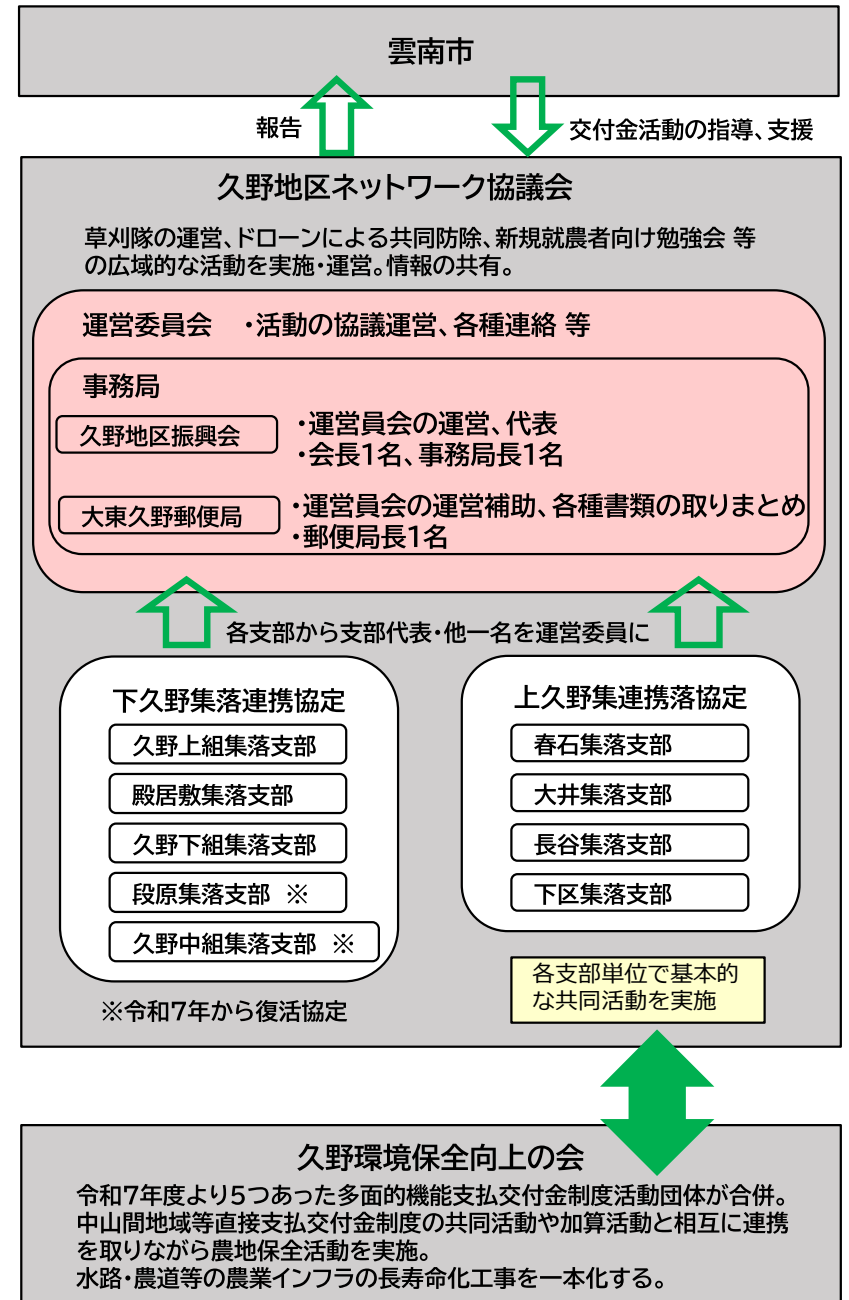 雲南市
報告
交付金活動の指導、支援
久野地区ネットワーク協議会
草刈隊の運営、ドローンによる共同防除、新規就農者向け勉強会 等
の広域的な活動を実施・運営。情報の共有。
運営委員会　・活動の協議運営、各種連絡 等
事務局
久野地区振興会
・運営員会の運営、代表
・会長1名、事務局長1名
大東久野郵便局
・運営員会の運営補助、各種書類の取りまとめ
・郵便局長1名
各支部から支部代表・他一名を運営委員に
下久野集落連携協定
久野上組集落支部
殿居敷集落支部
久野下組集落支部
段原集落支部 ※
久野中組集落支部 ※
※令和7年から復活協定
上久野集連携落協定
春石集落支部
大井集落支部
長谷集落支部
下区集落支部
各支部単位で基本的
な共同活動を実施
久野環境保全向上の会
令和7年度より5つあった多面的機能支払交付金制度活動団体が合併。
中山間地域等直接支払交付金制度の共同活動や加算活動と相互に連携
を取りながら農地保全活動を実施。
水路・農道等の農業インフラの長寿命化工事を一本化する。